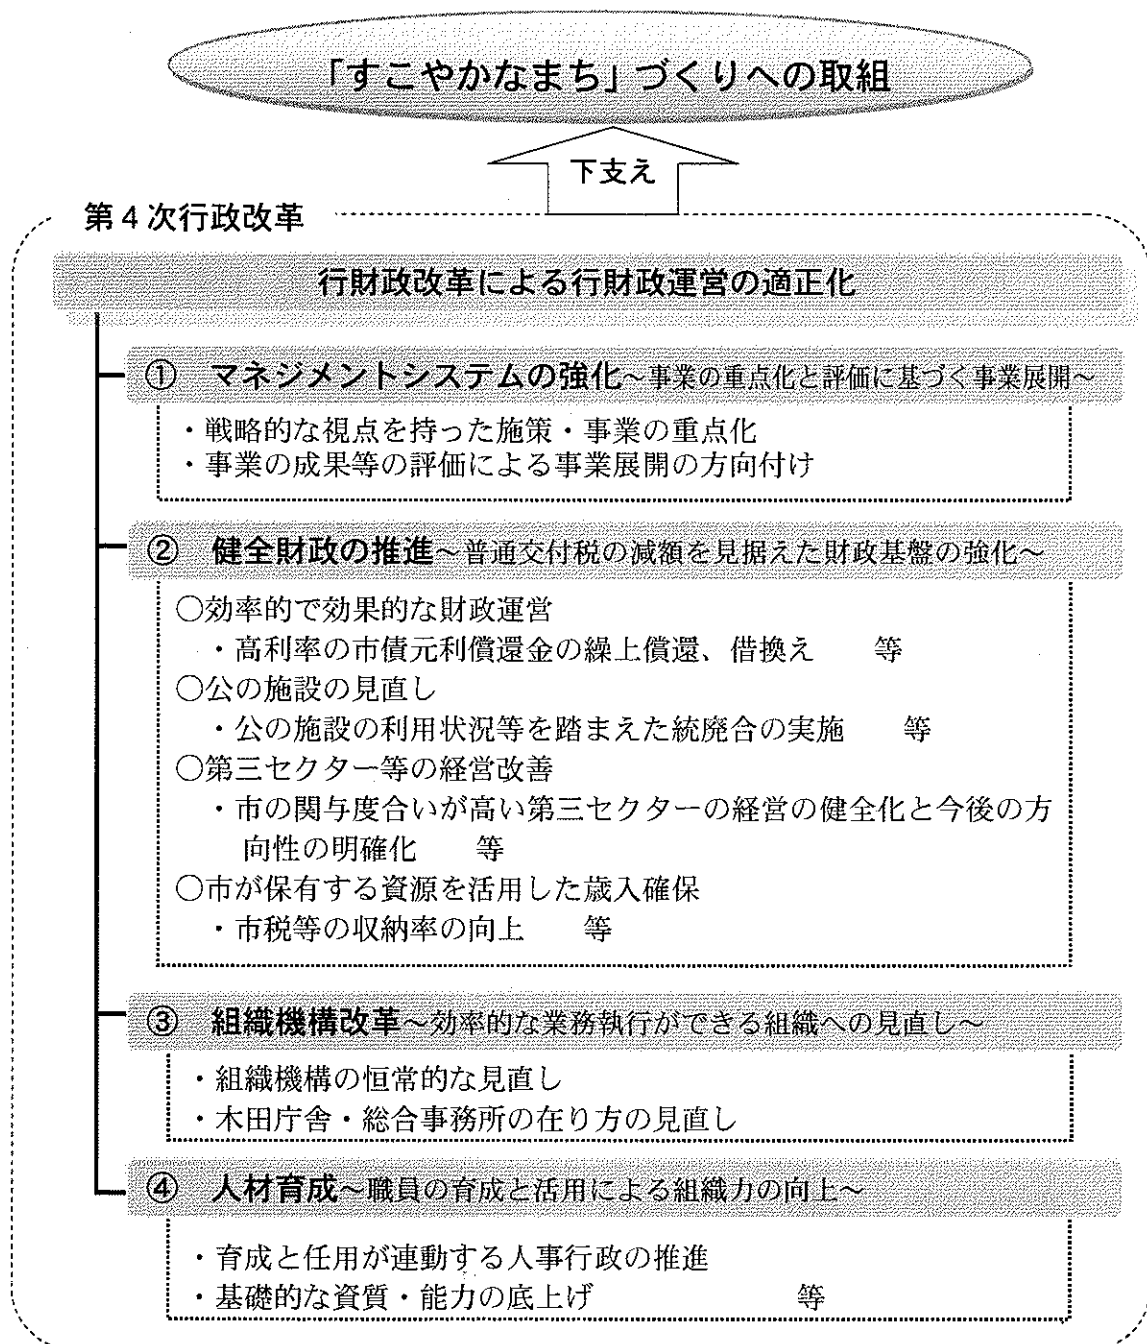 「すこやかなまち」づくりへの取組
下支え
第4次行政改革
行財政改革による行財政運営の適正化
① マネジメントシステムの強化～事業の重点化と評価に基づく事業展開～
・戦略的な視点を持った施策・事業の重点化
・事業の成果等の評価による事業展開の方向付け
② 健全財政の推進～普通交付税の減額を見据えた財政基盤の強化～
○効率的で効果的な財政運営
・高利率の市債元利償還金の繰上償還、借換え 等
○公の施設の見直し
・公の施設の利用状況等を踏まえた統廃合の実施 等
○第三セクター等の経営改善
・市の関与度合いが高い第三セクターの経営の健全化と今後の方
向性の明確化 等
○市が保有する資源を活用した歳入確保
・市税等の収納率の向上 等
③ 組織機構改革～効率的な業務執行ができる組織への見直し～
・組織機構の恒常的な見直し
・木田庁舎・総合事務所の在り方の見直し
④ 人材育成～職員の育成と活用による組織力の向上～
・育成と任用が連動する人事行政の推進
・基礎的な資質・能力の底上げ 等